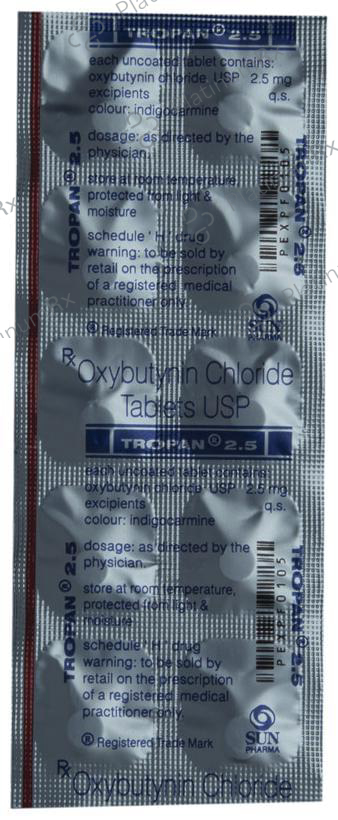 TROPAN® 2.5
each uncoated tablet contains:
oxybutynin chloride USP 2.5 mg
excipients q.s.
colour: indigocarmine
dosage: as directed by the
physician.
store at room temperature,
protected from light &
moisture
schedule 'H' drug
warning: to be sold by
retail on the prescription
of a registered medical
practitioner only.
® Registered Trade Mark
TROPAN® 2.5
PEXPF0105
TROPAN® 2.5
SUN
PHARMA
Rx Oxybutynin Chloride
Tablets USP
TROPAN® 2.5
each uncoated tablet contains:
oxybutynin chloride USP 2.5 mg
excipients q.s.
colour: indigocarmine
dosage: as directed by the
physician.
store at room temperature,
protected from light &
moisture
schedule 'H' drug
warning: to be sold by
retail on the prescription
of a registered medical
practitioner only.
® Registered Trade Mark
TROPAN® 2.5
PEXPF0105
TROPAN® 2.5
SUN
PHARMA
Rx Oxybutynin Chloride